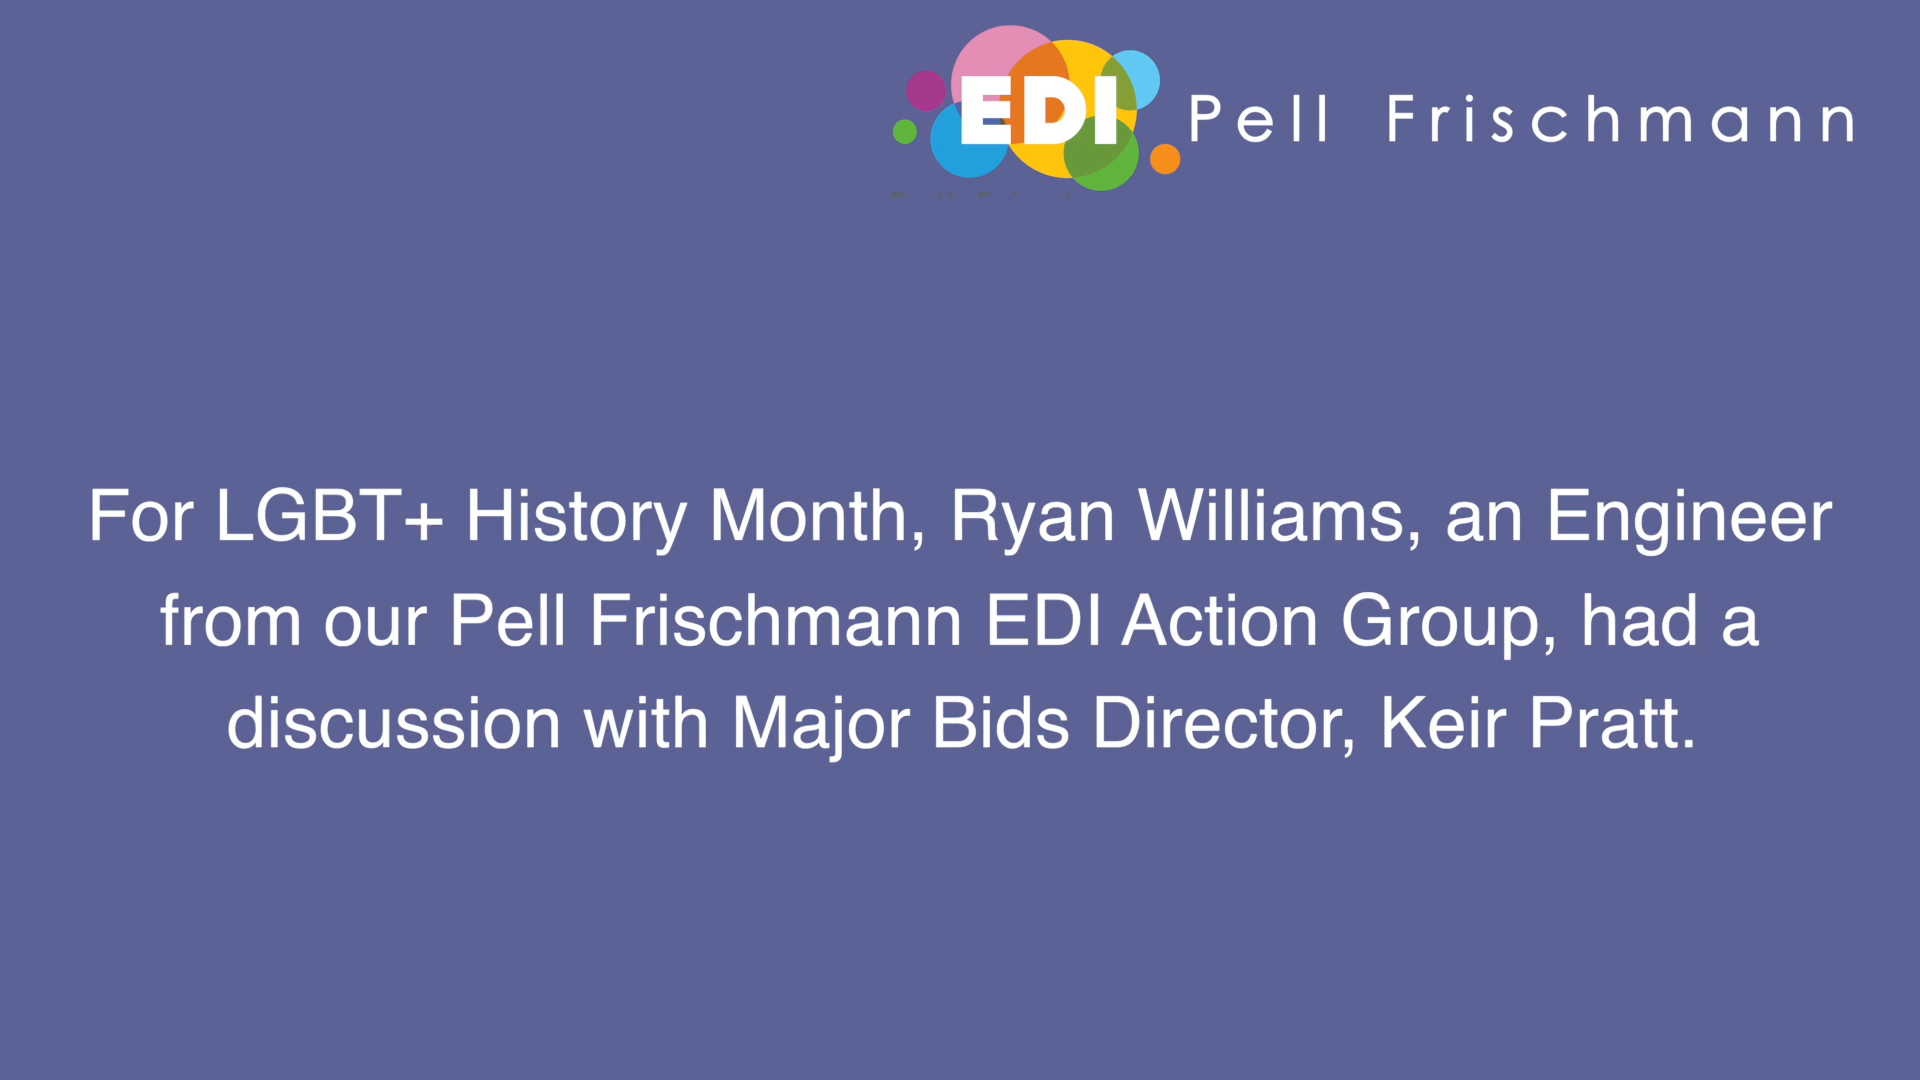 EDI Pell Frischmann
For LGBT+ History Month, Ryan Williams, an Engineer
from our Pell Frischmann EDI Action Group, had a
discussion with Major Bids Director, Keir Pratt.